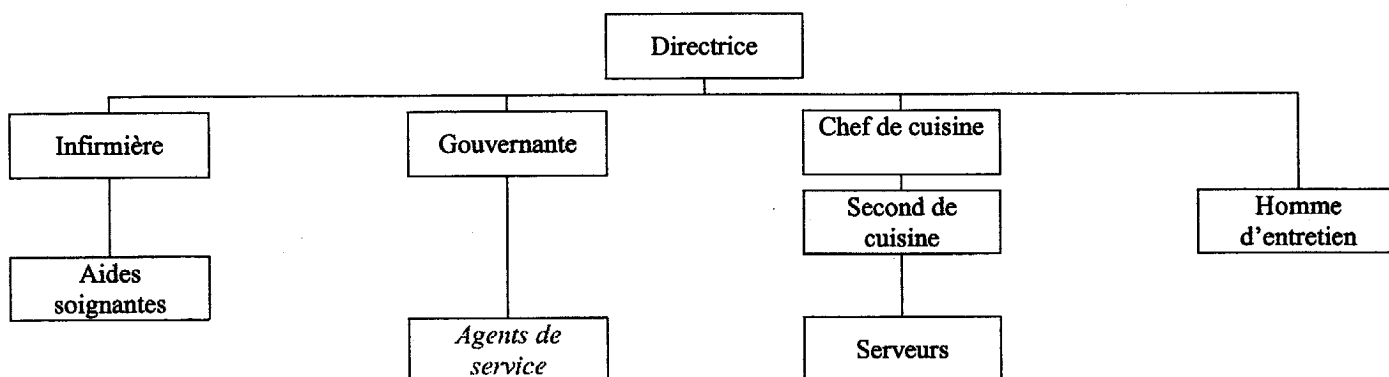 Directrice
Infirmière
Gouvernante
Chef de cuisine
Second de
cuisine
Homme
d'entretien
Aides
soignantes
Agents de
service
Serveurs